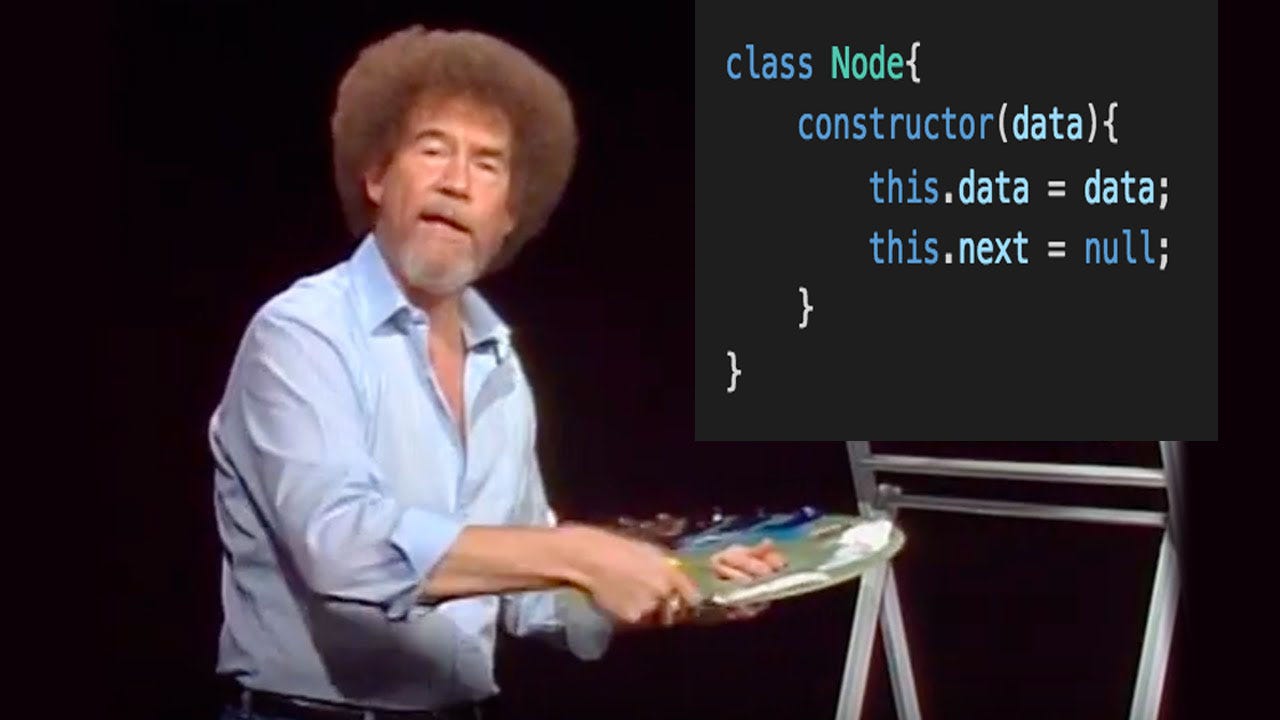 class Node{
    constructor(data){
        this.data = data;
        this.next = null;
    }
}